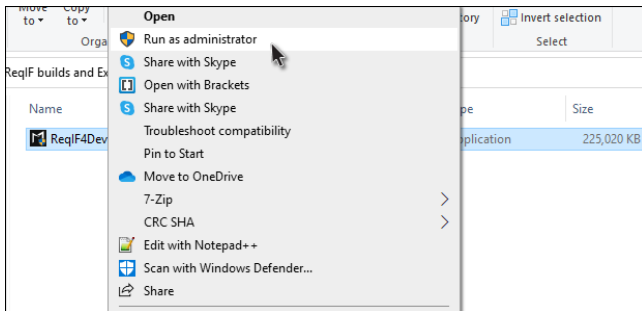 Move Copy
to to
Orga
tory
Invert selection
Select
ReqIF builds and Ex
Name
pe
Size
ReqIF4Dev
plication
225,020 KB
Open
Run as administrator
Share with Skype
Open with Brackets
Share with Skype
Troubleshoot compatibility
Pin to Start
Move to OneDrive
7-Zip
CRC SHA
Edit with Notepad++
Scan with Windows Defender...
Share